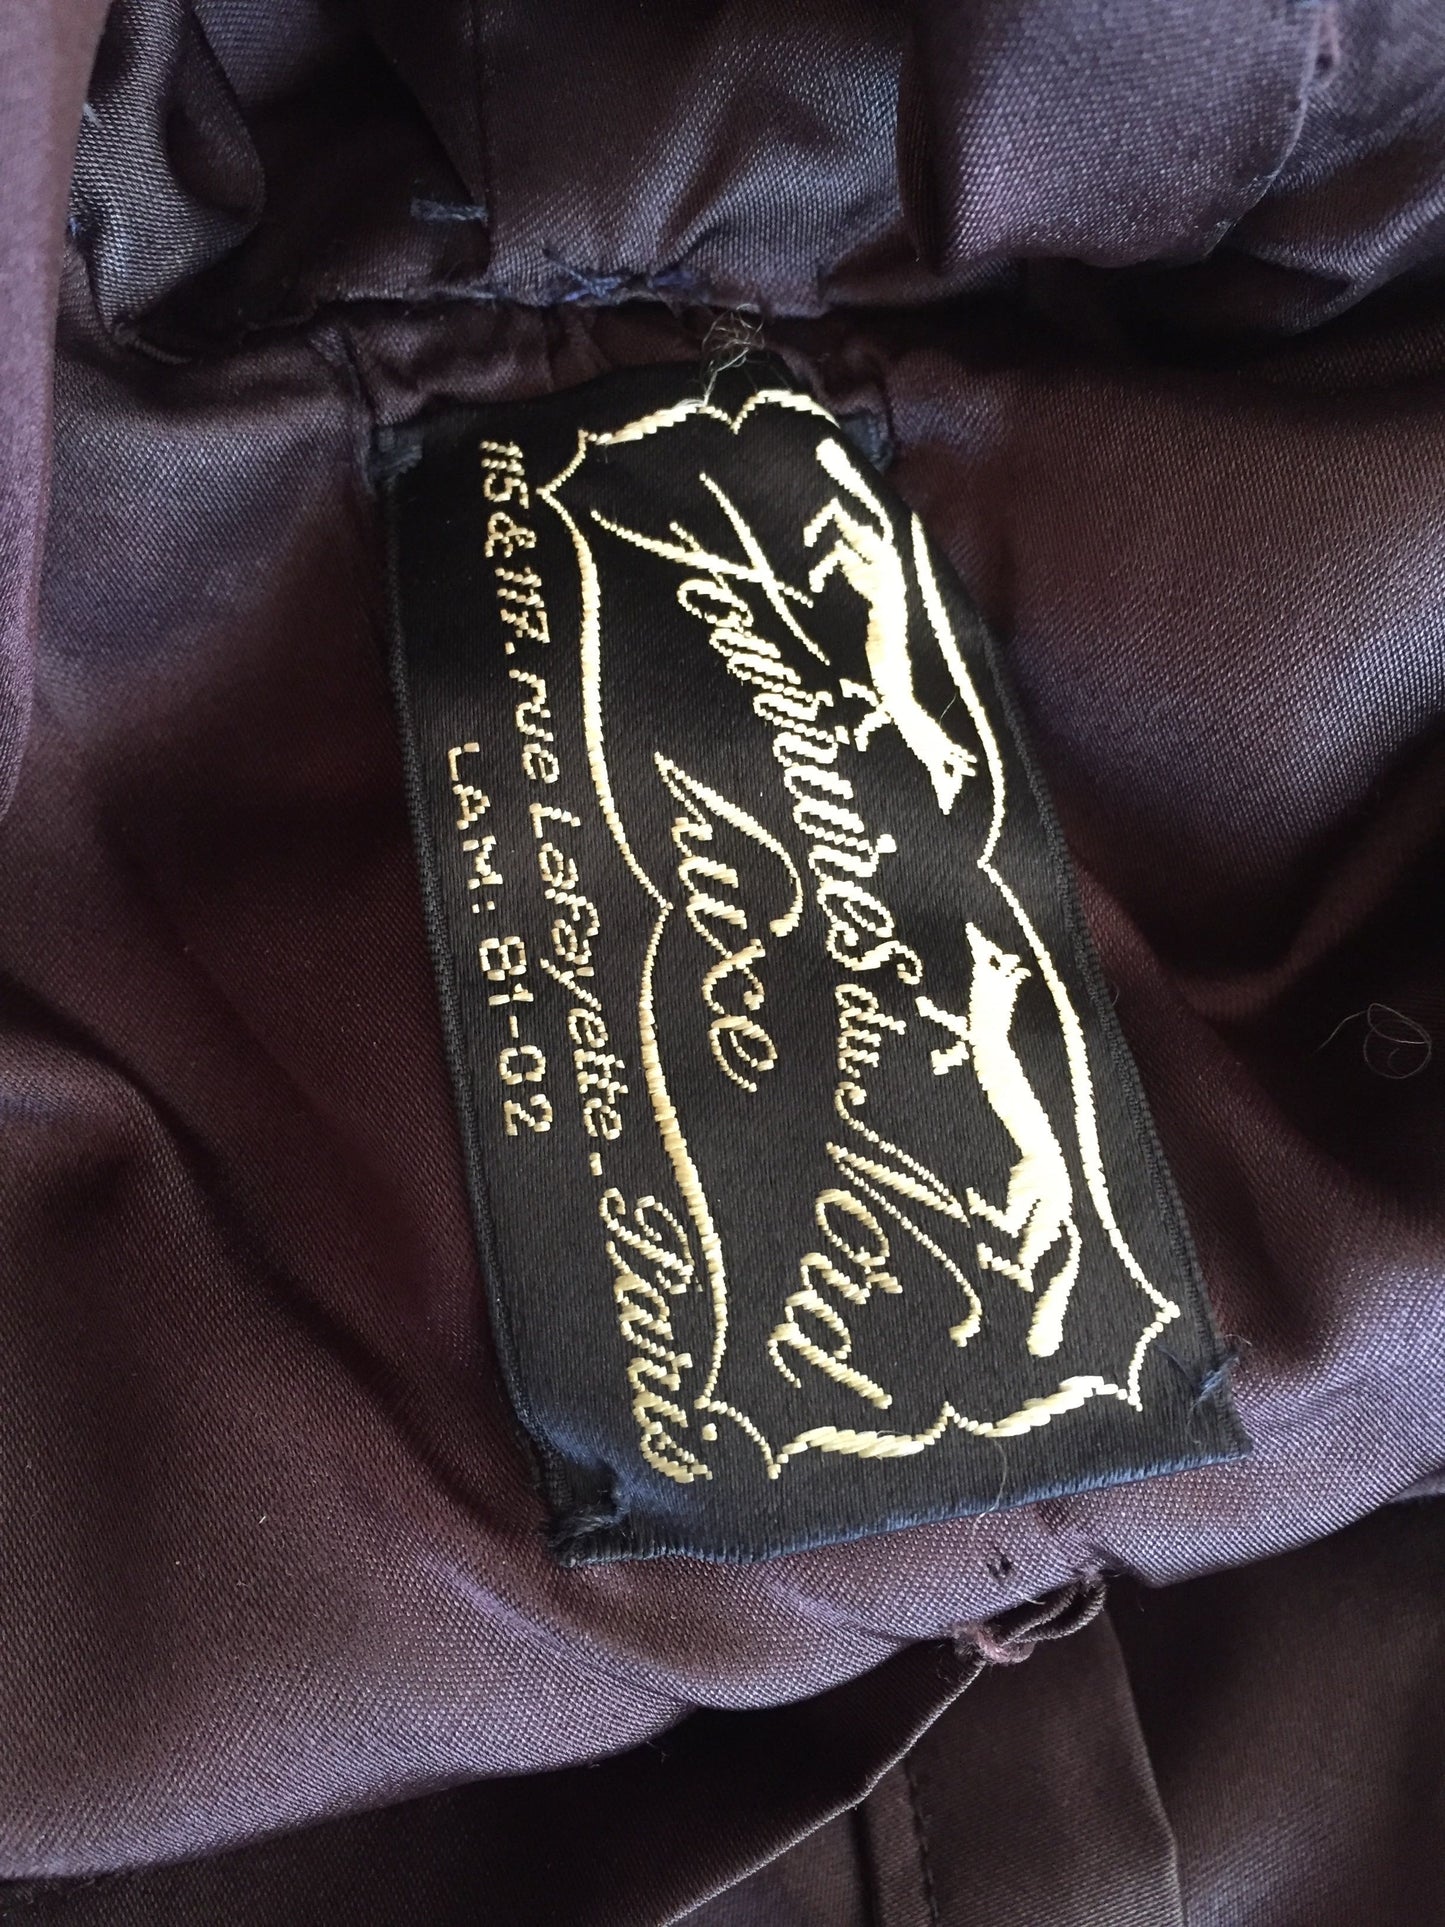 Fourrures du Nord
Luxe
115 & 117. rue Lafayette - Paris
LAM: 81-02